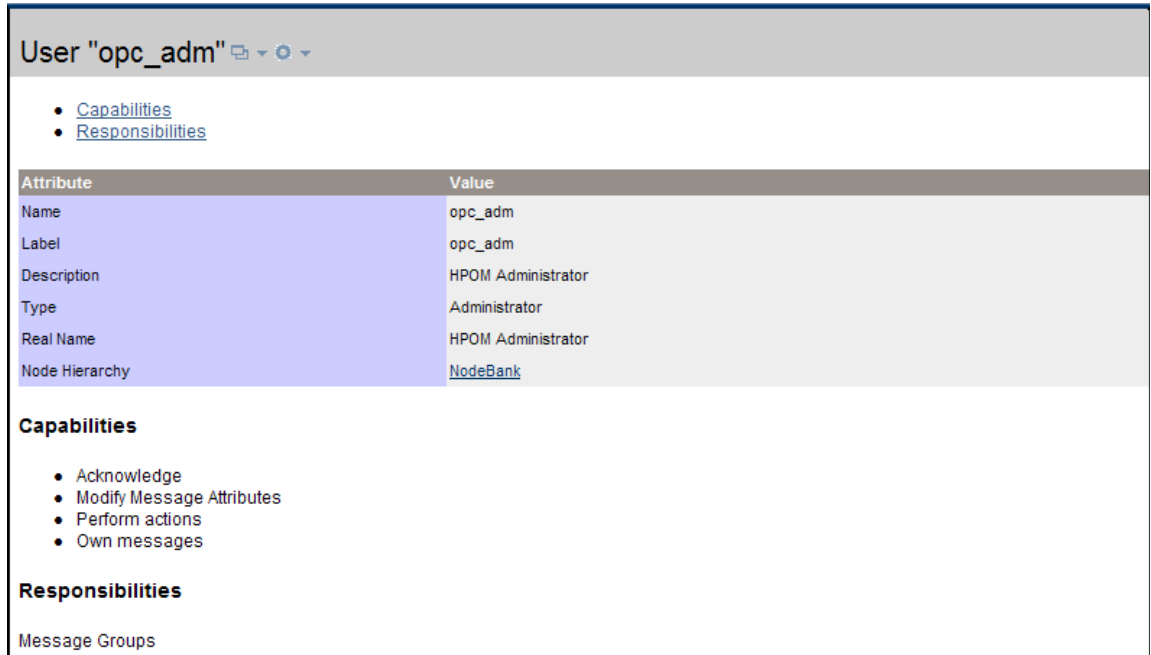 User "opc_adm"
Capabilities
Responsibilities
Attribute Value
Name opc_adm
Label opc_adm
Description HPOM Administrator
Type Administrator
Real Name HPOM Administrator
Node Hierarchy NodeBank
Capabilities
Acknowledge
Modify Message Attributes
Perform actions
Own messages
Responsibilities
Message Groups